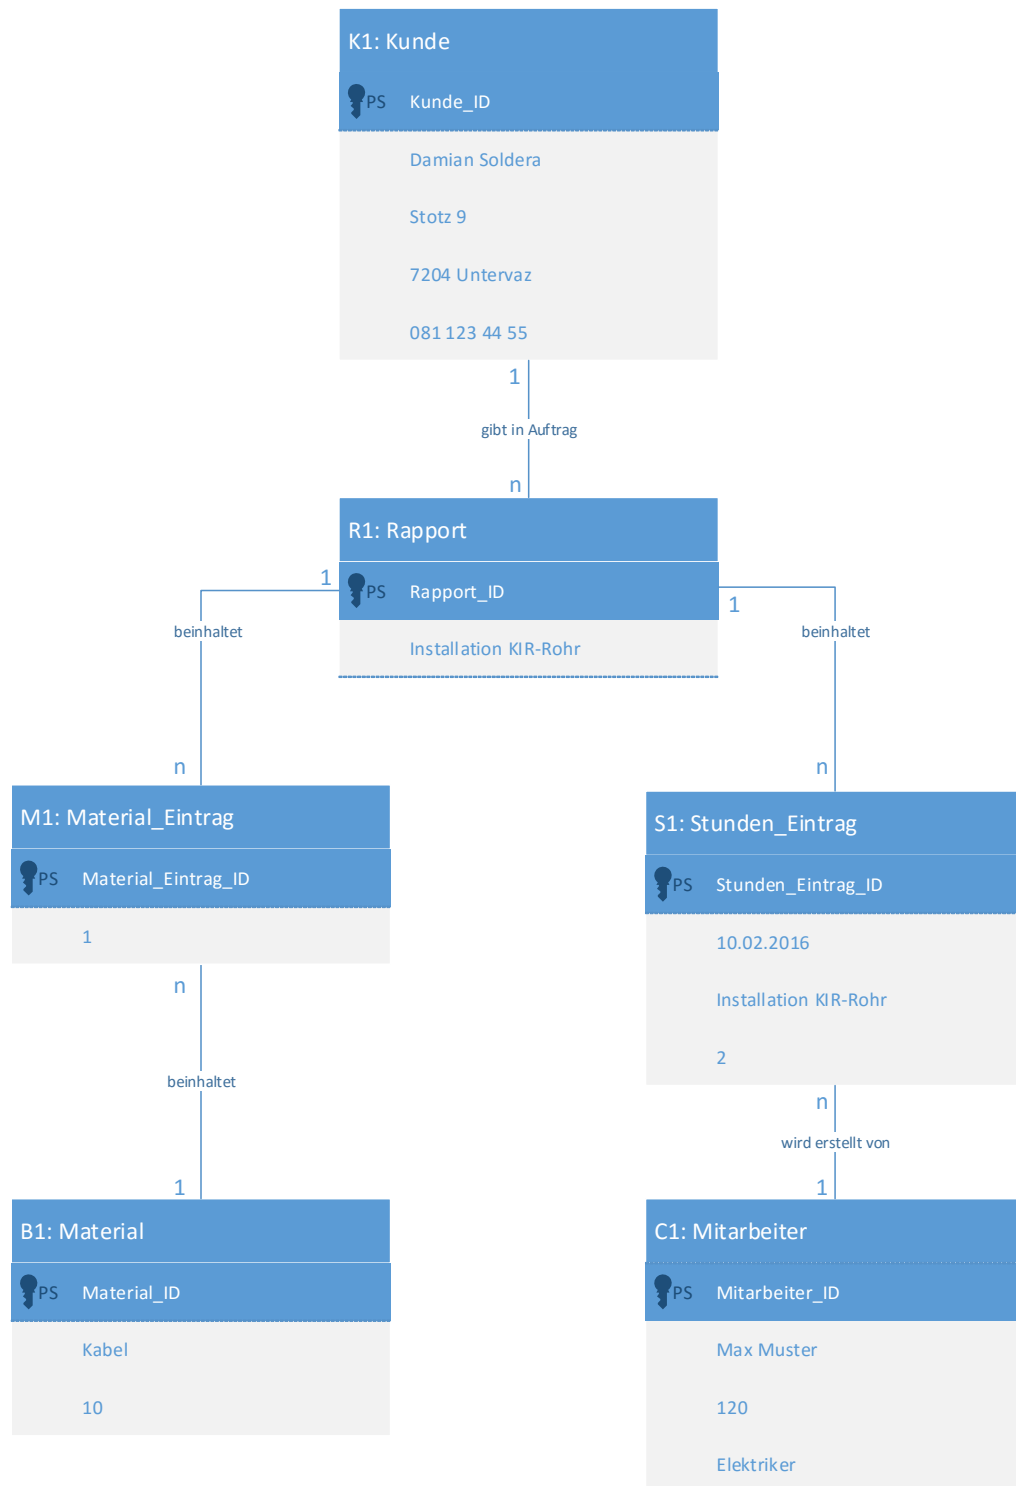 K1: Kunde
PS Kunde_ID
Damian Soldera
Stotz 9
7204 Untervaz
081 123 44 55
1
gibt in Auftrag
n
R1: Rapport
1
PS Rapport_ID
1
Installation KIR-Rohr
beinhaltet
beinhaltet
n
n
M1: Material_Eintrag
PS Material_Eintrag_ID
1
n
beinhaltet
1
B1: Material
PS Material_ID
Kabel
10
S1: Stunden_Eintrag
PS Stunden_Eintrag_ID
10.02.2016
Installation KIR-Rohr
2
n
wird erstellt von
1
C1: Mitarbeiter
PS Mitarbeiter_ID
Max Muster
120
Elektriker